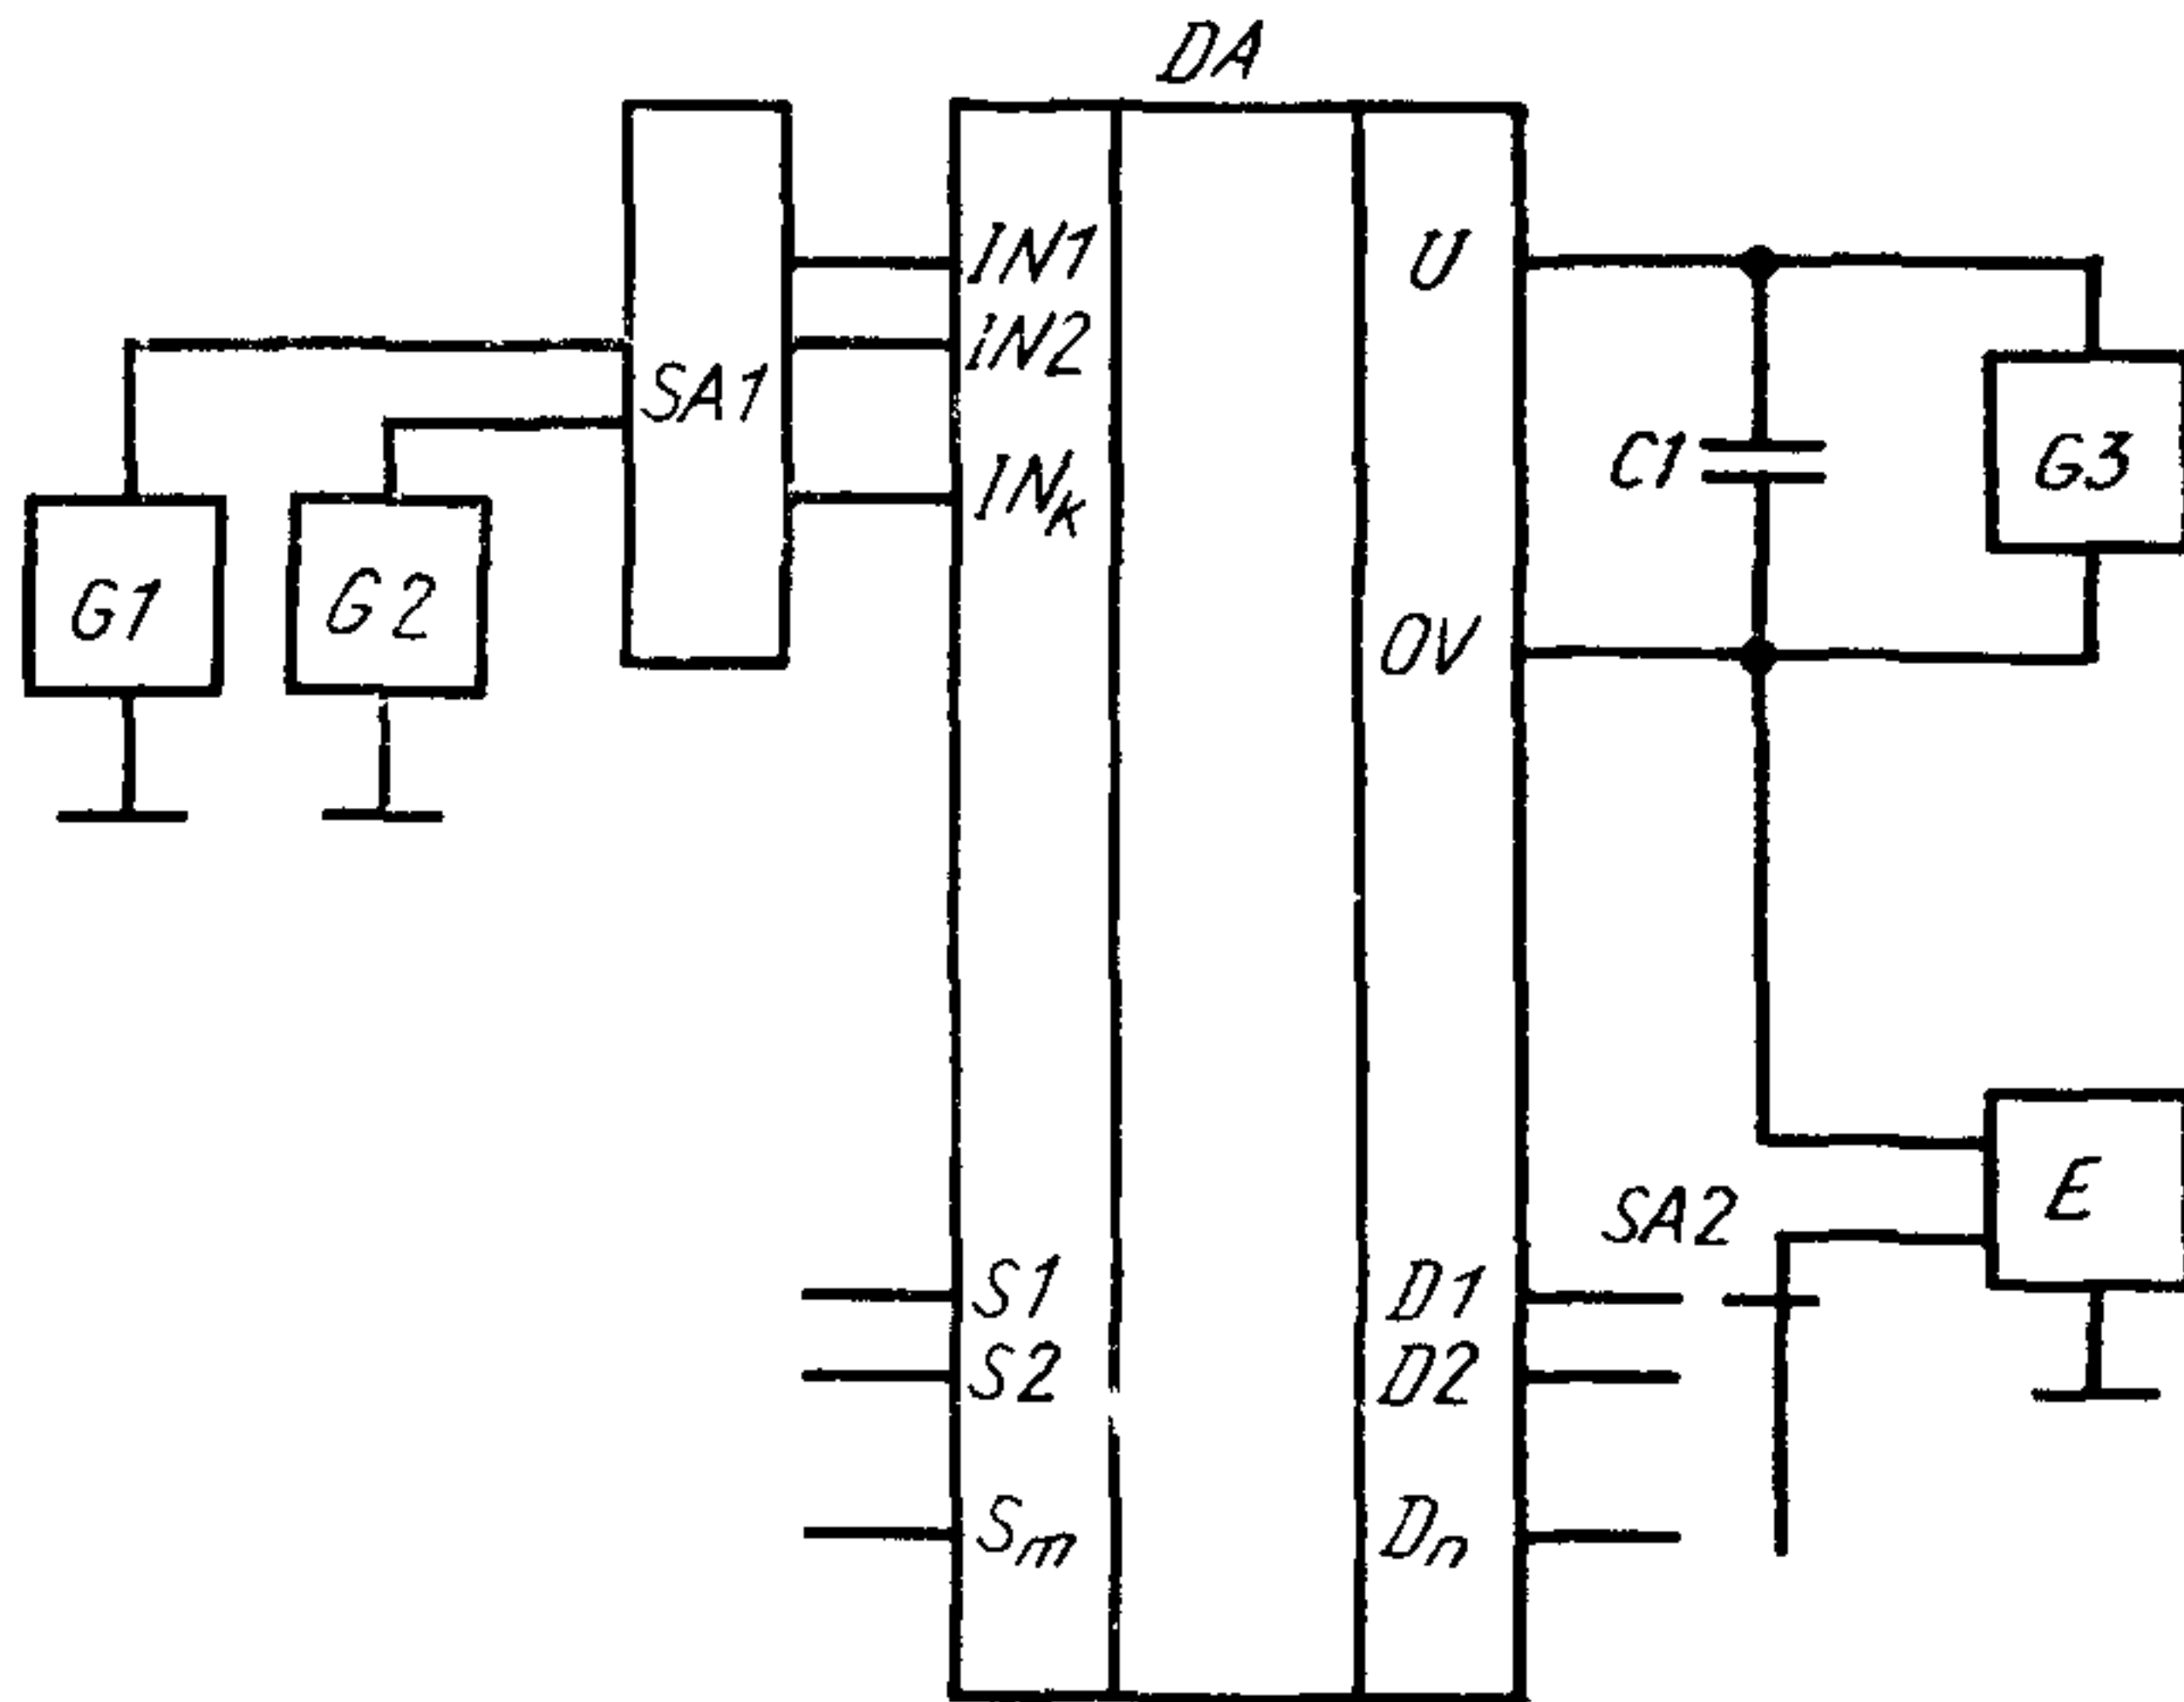 DA
IN1
IN2
INk
SA1
G1
G2
U
C1
G3
0V
E
SA2
S1
D1
S2
D2
Sm
Dn